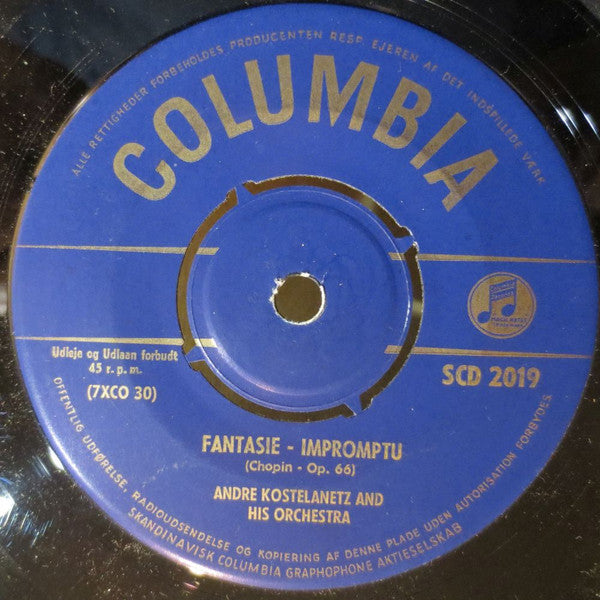 ALLE RETTIGHEDER FORBEHOLDES PRODUCENTEN RESP. EJEREN AF DET INDSPILLEDE VÆRK
COLUMBIA
Udleje og Udlaan forbudt
45 r.p.m.
(7XCO 30)
SCD 2019
FANTASIE - IMPROMPTU
(Chopin - Op. 66)
ANDRE KOSTELANETZ AND
HIS ORCHESTRA
OFFENTLIG UDFØRELSE, RADIOUDSENDELSE OG KOPIERING AF DENNE PLADE UDEN AUTORISATION FORBYDES.
SKANDINAVISK COLUMBIA GRAPHOPHONE AKTIESELSKAB